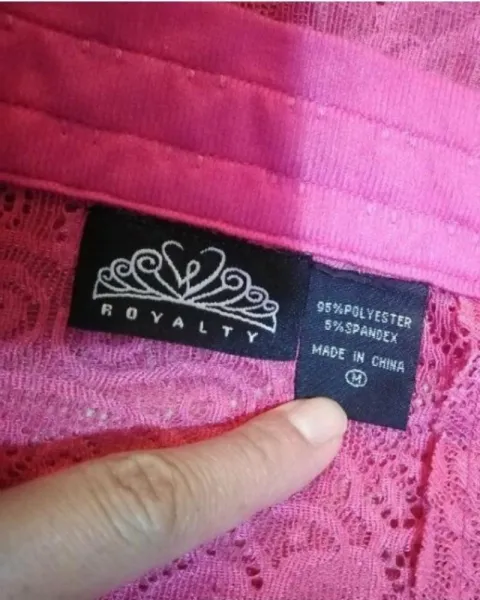 ROYALTY
95%POLYESTER
5%SPANDEX
MADE IN CHINA
M